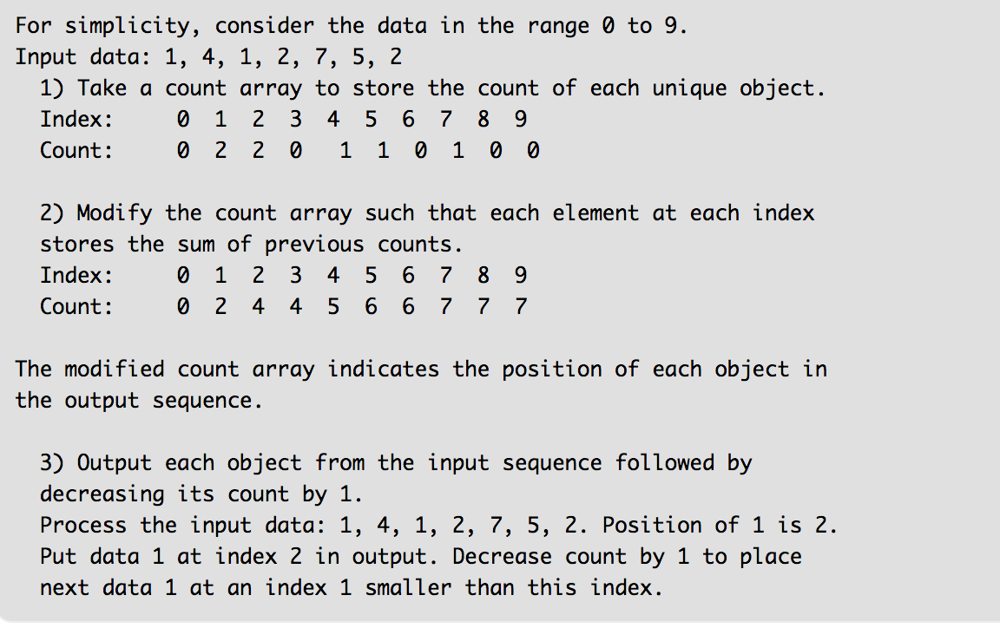 For simplicity, consider the data in the range 0 to 9.
Input data: 1, 4, 1, 2, 7, 5, 2
  1) Take a count array to store the count of each unique object.
  Index:     0  1  2  3  4  5  6  7  8  9
  Count:     0  2  2  0   1  1  0  1  0  0

  2) Modify the count array such that each element at each index
  stores the sum of previous counts.
  Index:     0  1  2  3  4  5  6  7  8  9
  Count:     0  2  4  4  5  6  6  7  7  7

The modified count array indicates the position of each object in
the output sequence.

  3) Output each object from the input sequence followed by
  decreasing its count by 1.
  Process the input data: 1, 4, 1, 2, 7, 5, 2. Position of 1 is 2.
  Put data 1 at index 2 in output. Decrease count by 1 to place
  next data 1 at an index 1 smaller than this index.